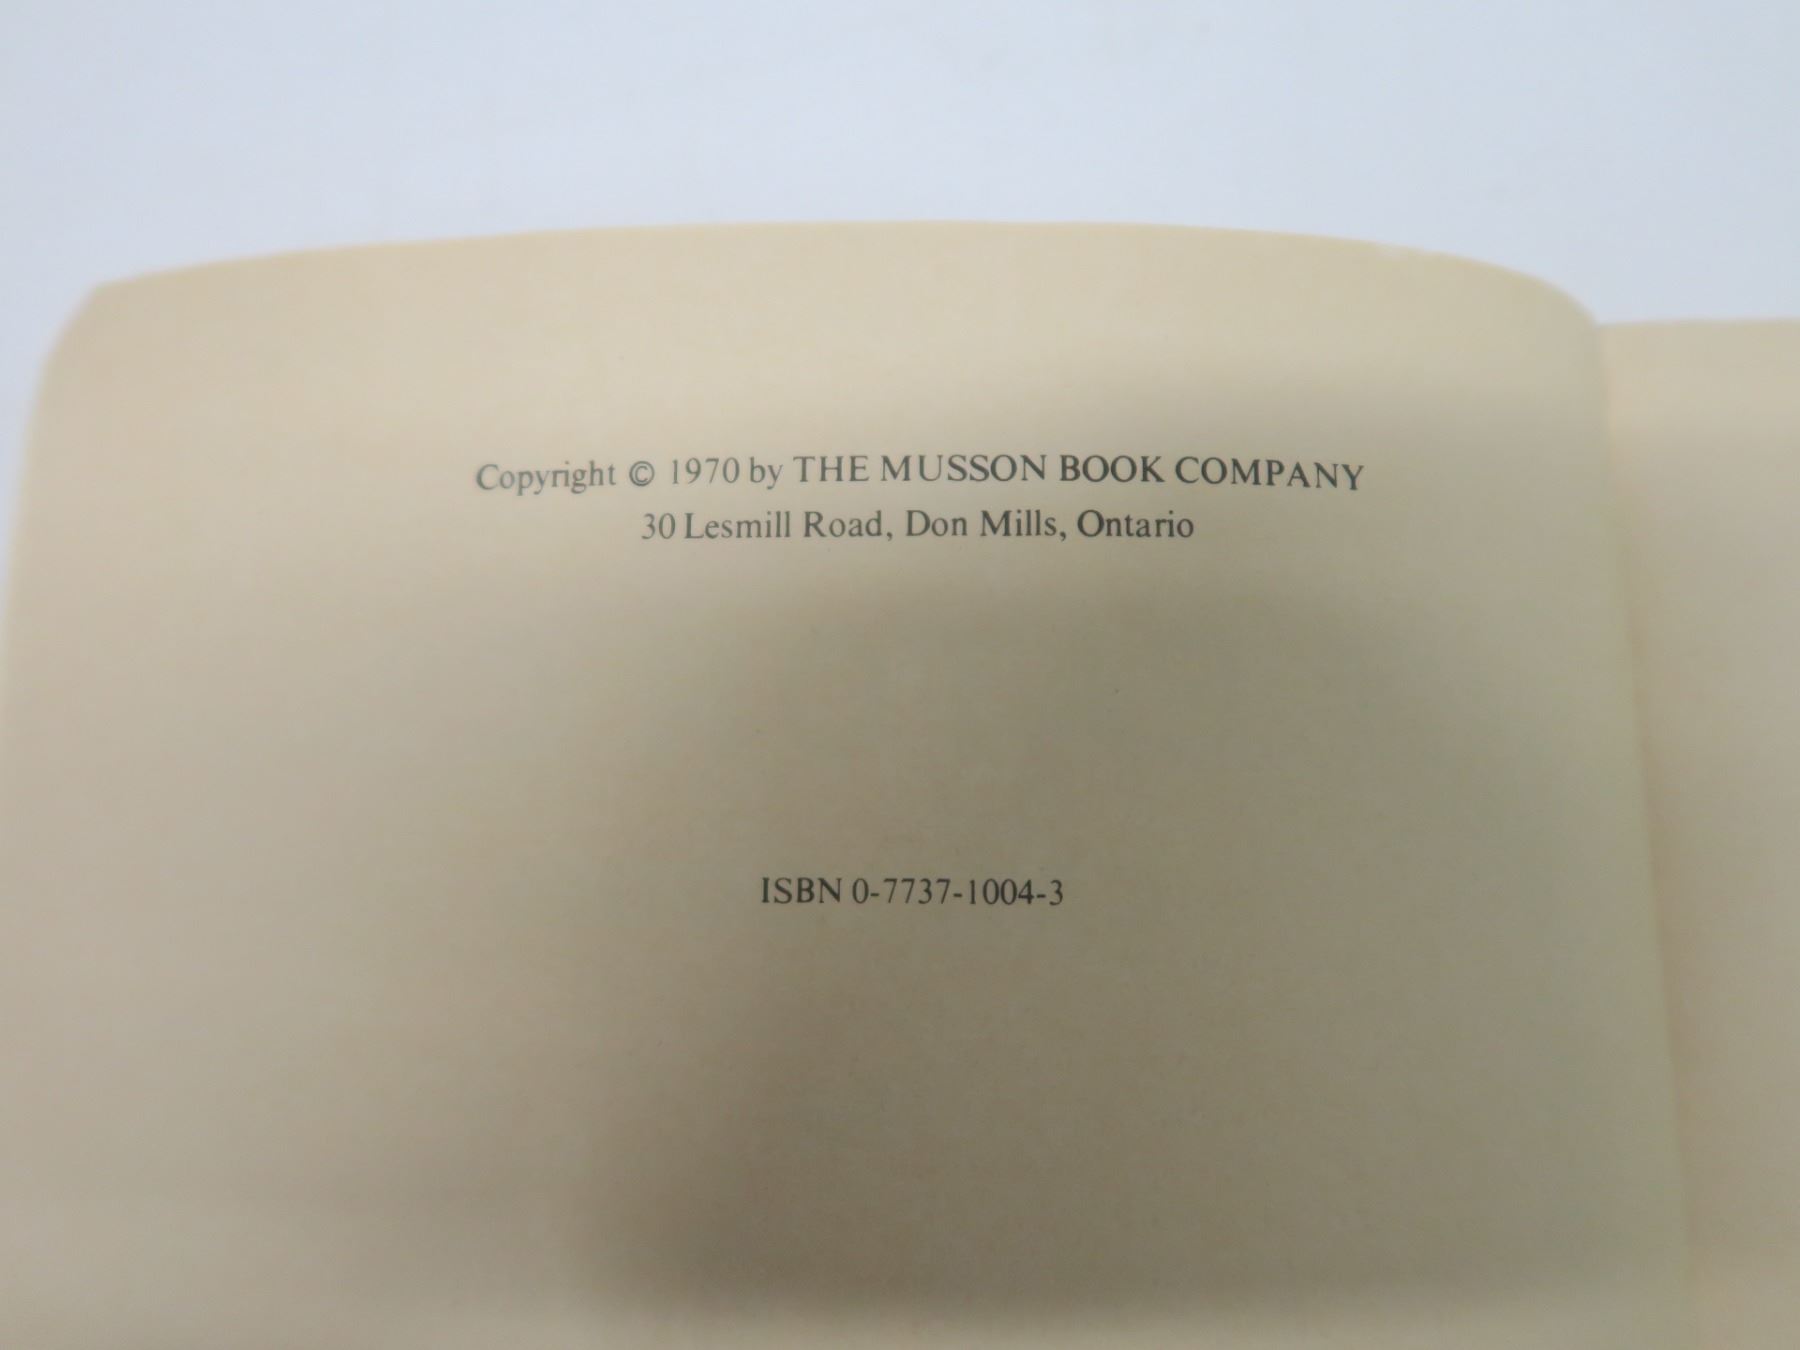 Copyright © 1970 by THE MUSSON BOOK COMPANY
30 Lesmill Road, Don Mills, Ontario
ISBN 0-7737-1004-3